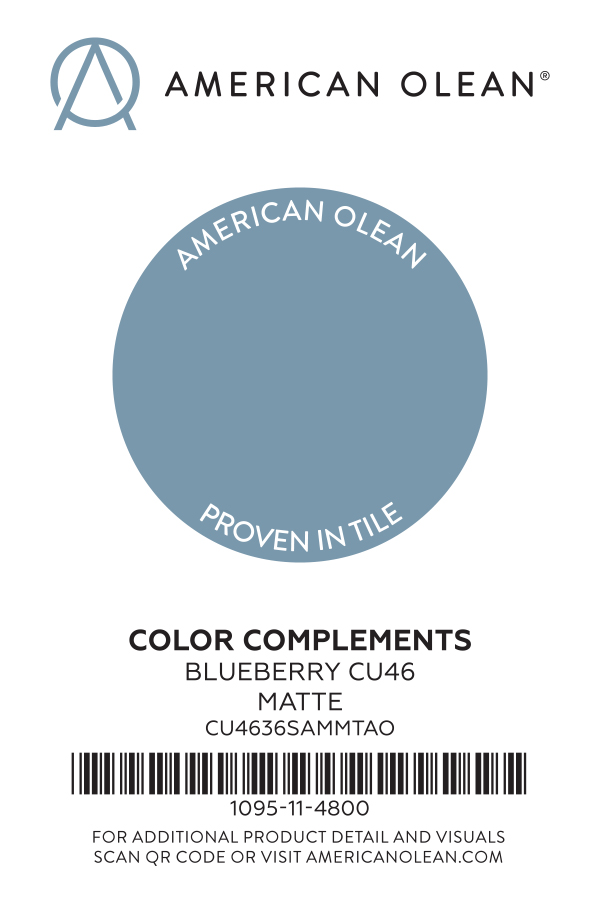 AMERICAN OLEAN®
AMERICAN OLEAN
PROVEN IN TILE
COLOR COMPLEMENTS
BLUEBERRY CU46
MATTE
CU4636SAMMTAO
1095-11-4800
FOR ADDITIONAL PRODUCT DETAIL AND VISUALS
SCAN QR CODE OR VISIT AMERICANOLEAN.COM